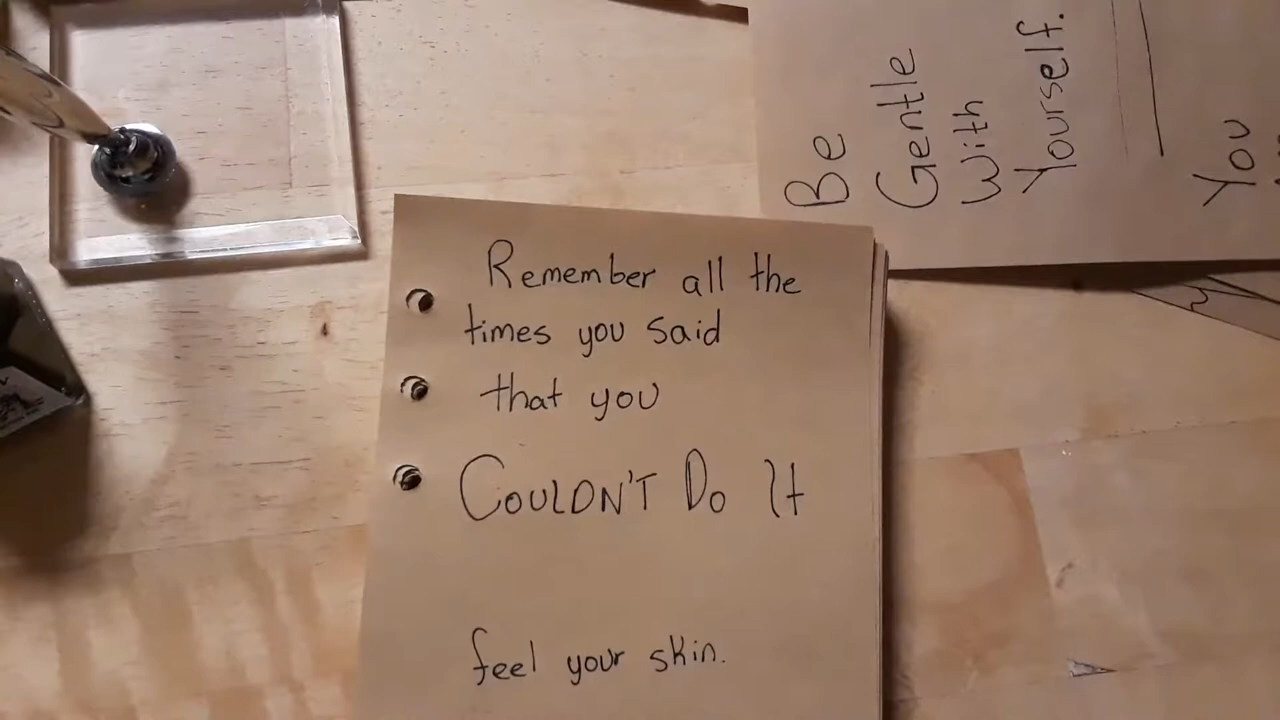 Remember all the
times you said
that you
COULDN'T Do It
feel your skin.
Be
Gentle
With
Yourself.
You